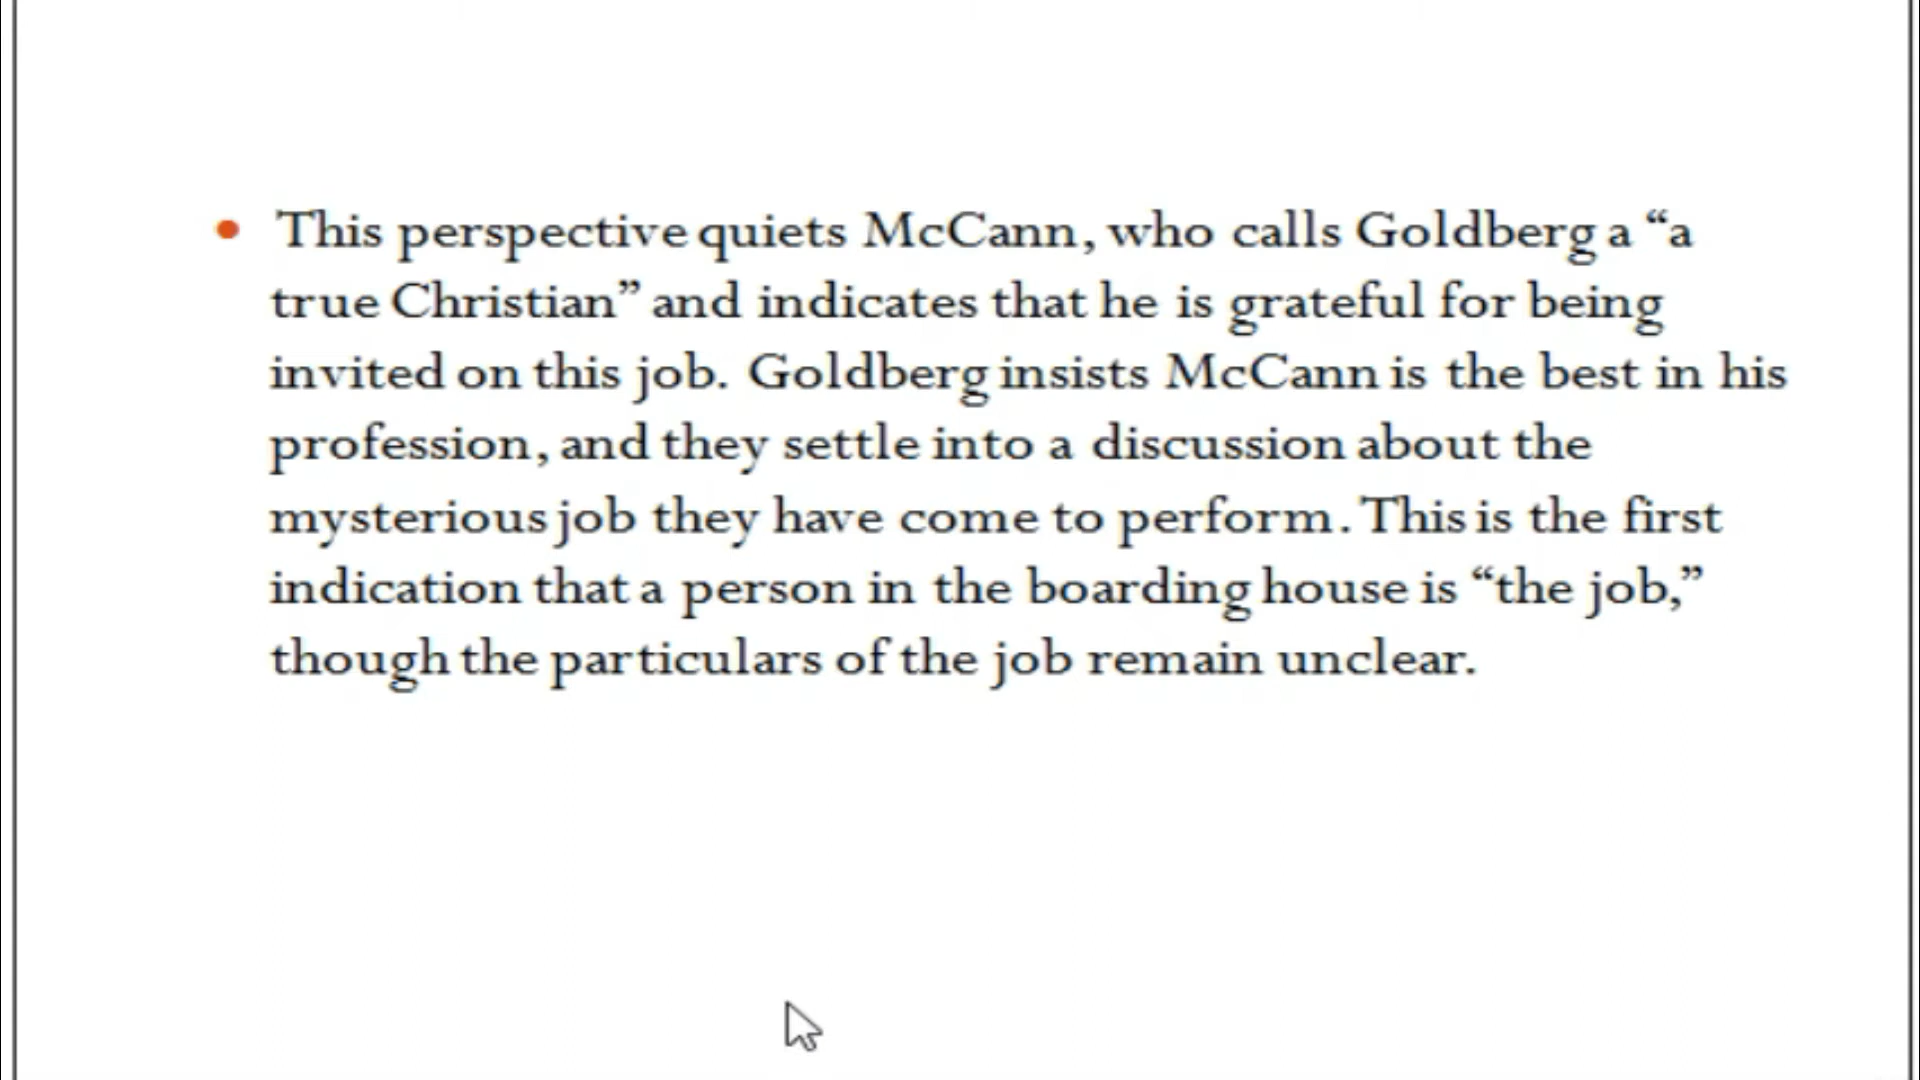 • This perspective quiets McCann, who calls Goldberg a “a
true Christian” and indicates that he is grateful for being
invited on this job. Goldberg insists McCann is the best in his
profession, and they settle into a discussion about the
mysterious job they have come to perform. This is the first
indication that a person in the boarding house is “the job,”
though the particulars of the job remain unclear.